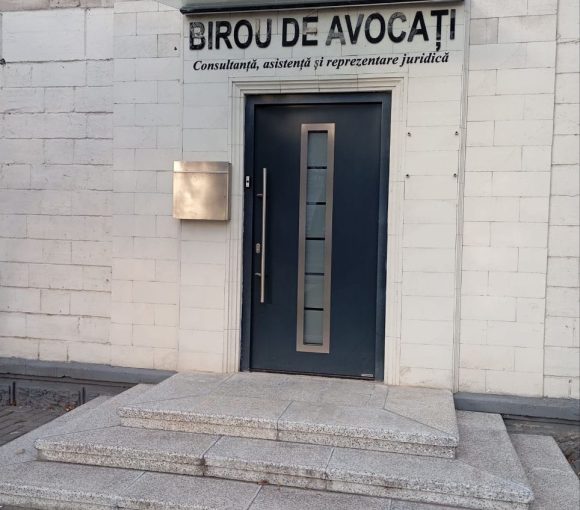 BIROU DE AVOCAȚI
Consultanță, asistență și reprezentare juridică